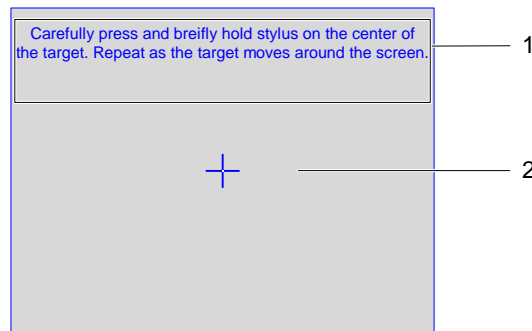 Carefully press and breifly hold stylus on the center of
the target. Repeat as the target moves around the screen.
1
2